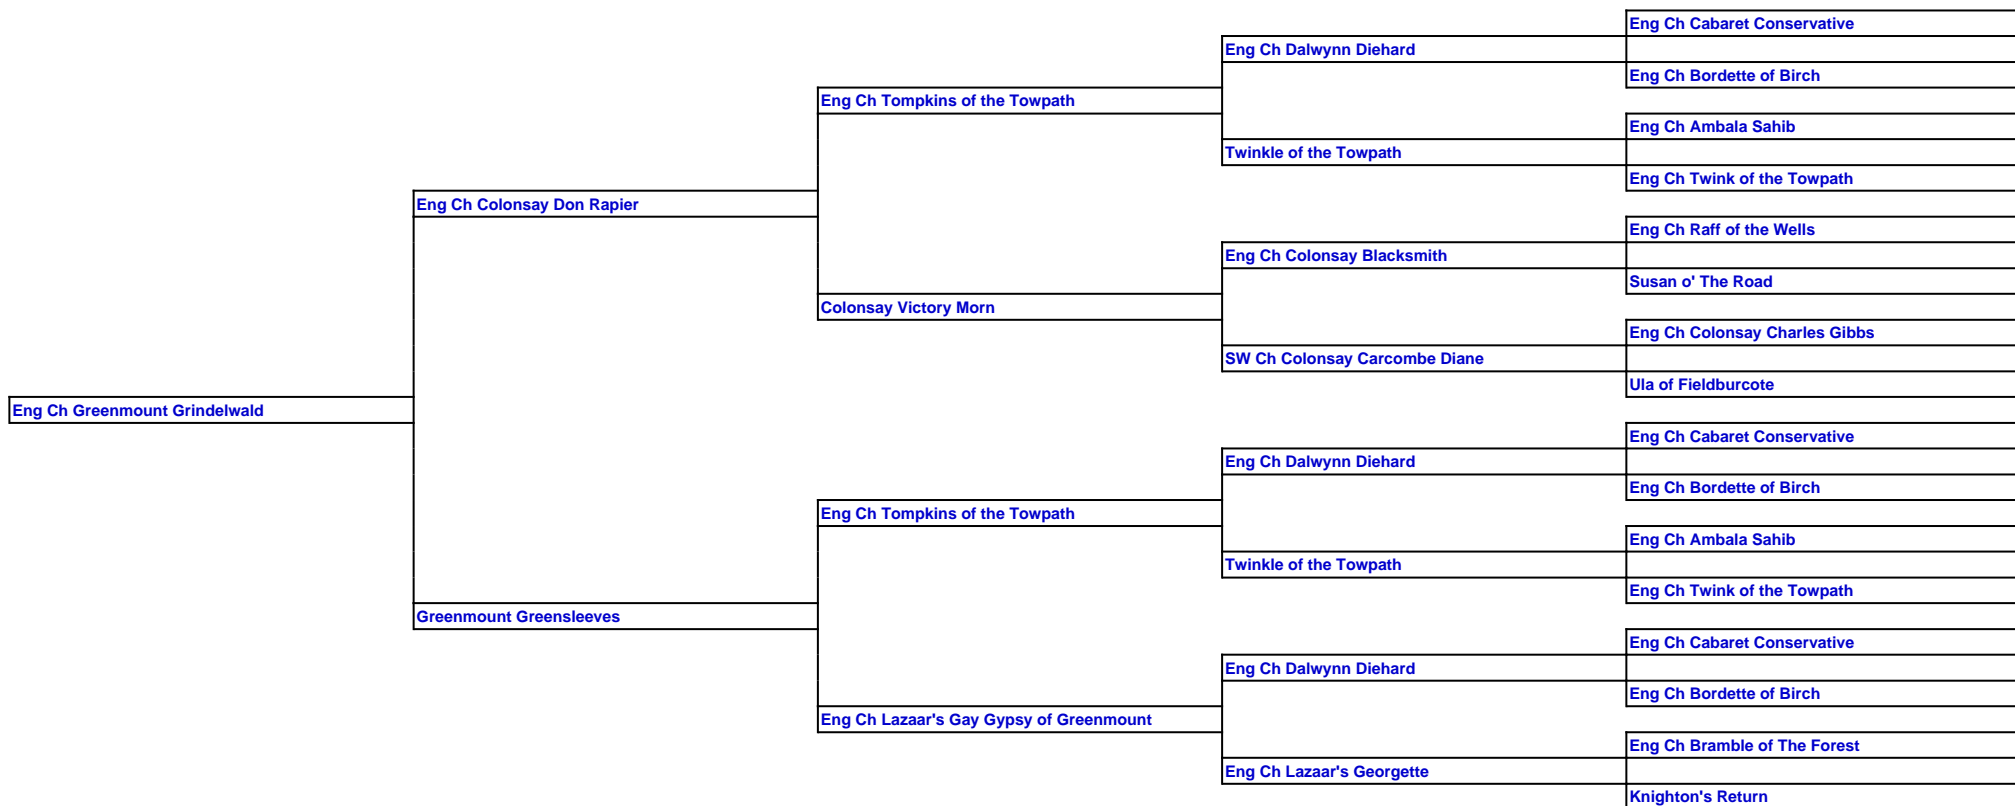 Eng Ch Cabaret Conservative
Eng Ch Dalwynn Diehard
Eng Ch Bordette of Birch
Eng Ch Tompkins of the Towpath
Eng Ch Ambala Sahib
Twinkle of the Towpath
Eng Ch Twink of the Towpath
Eng Ch Colonsay Don Rapier
Eng Ch Raff of the Wells
Eng Ch Colonsay Blacksmith
Susan o' The Road
Colonsay Victory Morn
Eng Ch Colonsay Charles Gibbs
SW Ch Colonsay Carcombe Diane
Ula of Fieldburcote
Eng Ch Greenmount Grindelwald
Eng Ch Cabaret Conservative
Eng Ch Dalwynn Diehard
Eng Ch Bordette of Birch
Eng Ch Tompkins of the Towpath
Eng Ch Ambala Sahib
Twinkle of the Towpath
Eng Ch Twink of the Towpath
Greenmount Greensleeves
Eng Ch Cabaret Conservative
Eng Ch Dalwynn Diehard
Eng Ch Bordette of Birch
Eng Ch Lazaar's Gay Gypsy of Greenmount
Eng Ch Bramble of The Forest
Eng Ch Lazaar's Georgette
Knighton's Return